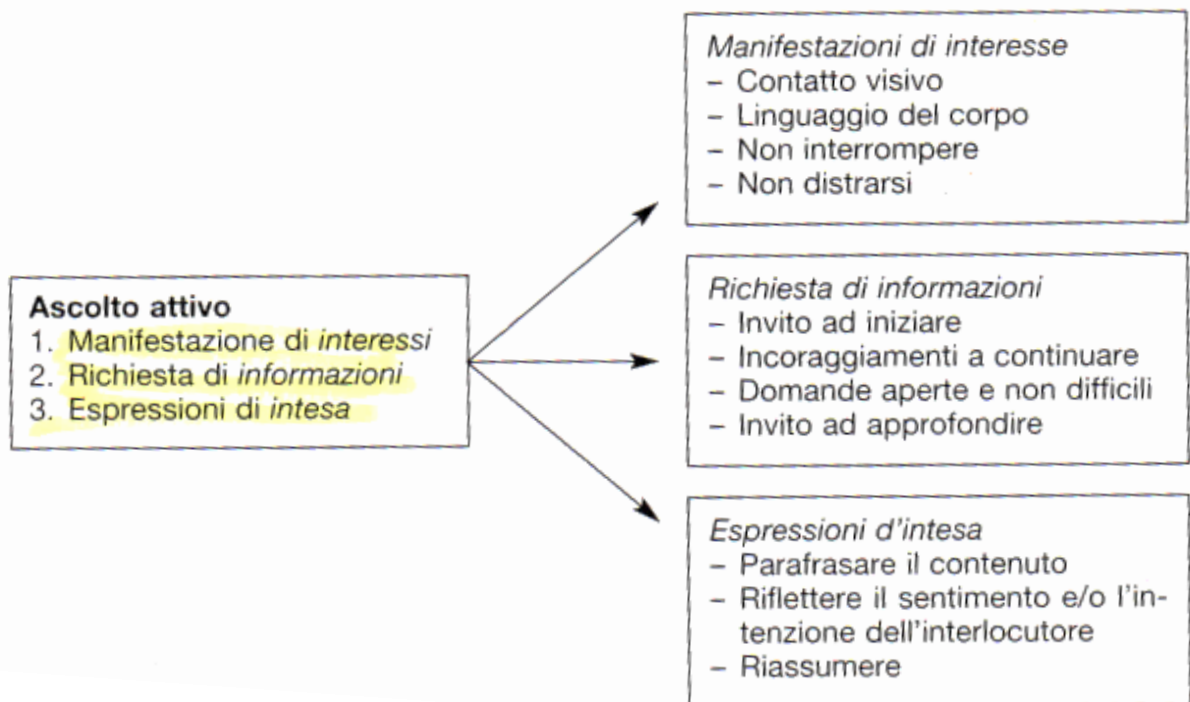 Manifestazioni di interesse
– Contatto visivo
– Linguaggio del corpo
– Non interrompere
– Non distrarsi
Ascolto attivo
1. Manifestazione di interessi
2. Richiesta di informazioni
3. Espressioni di intesa
Richiesta di informazioni
– Invito ad iniziare
– Incoraggiamenti a continuare
– Domande aperte e non difficili
– Invito ad approfondire
Espressioni d'intesa
– Parafrasare il contenuto
– Riflettere il sentimento e/o l'in-
tenzione dell'interlocutore
– Riassumere